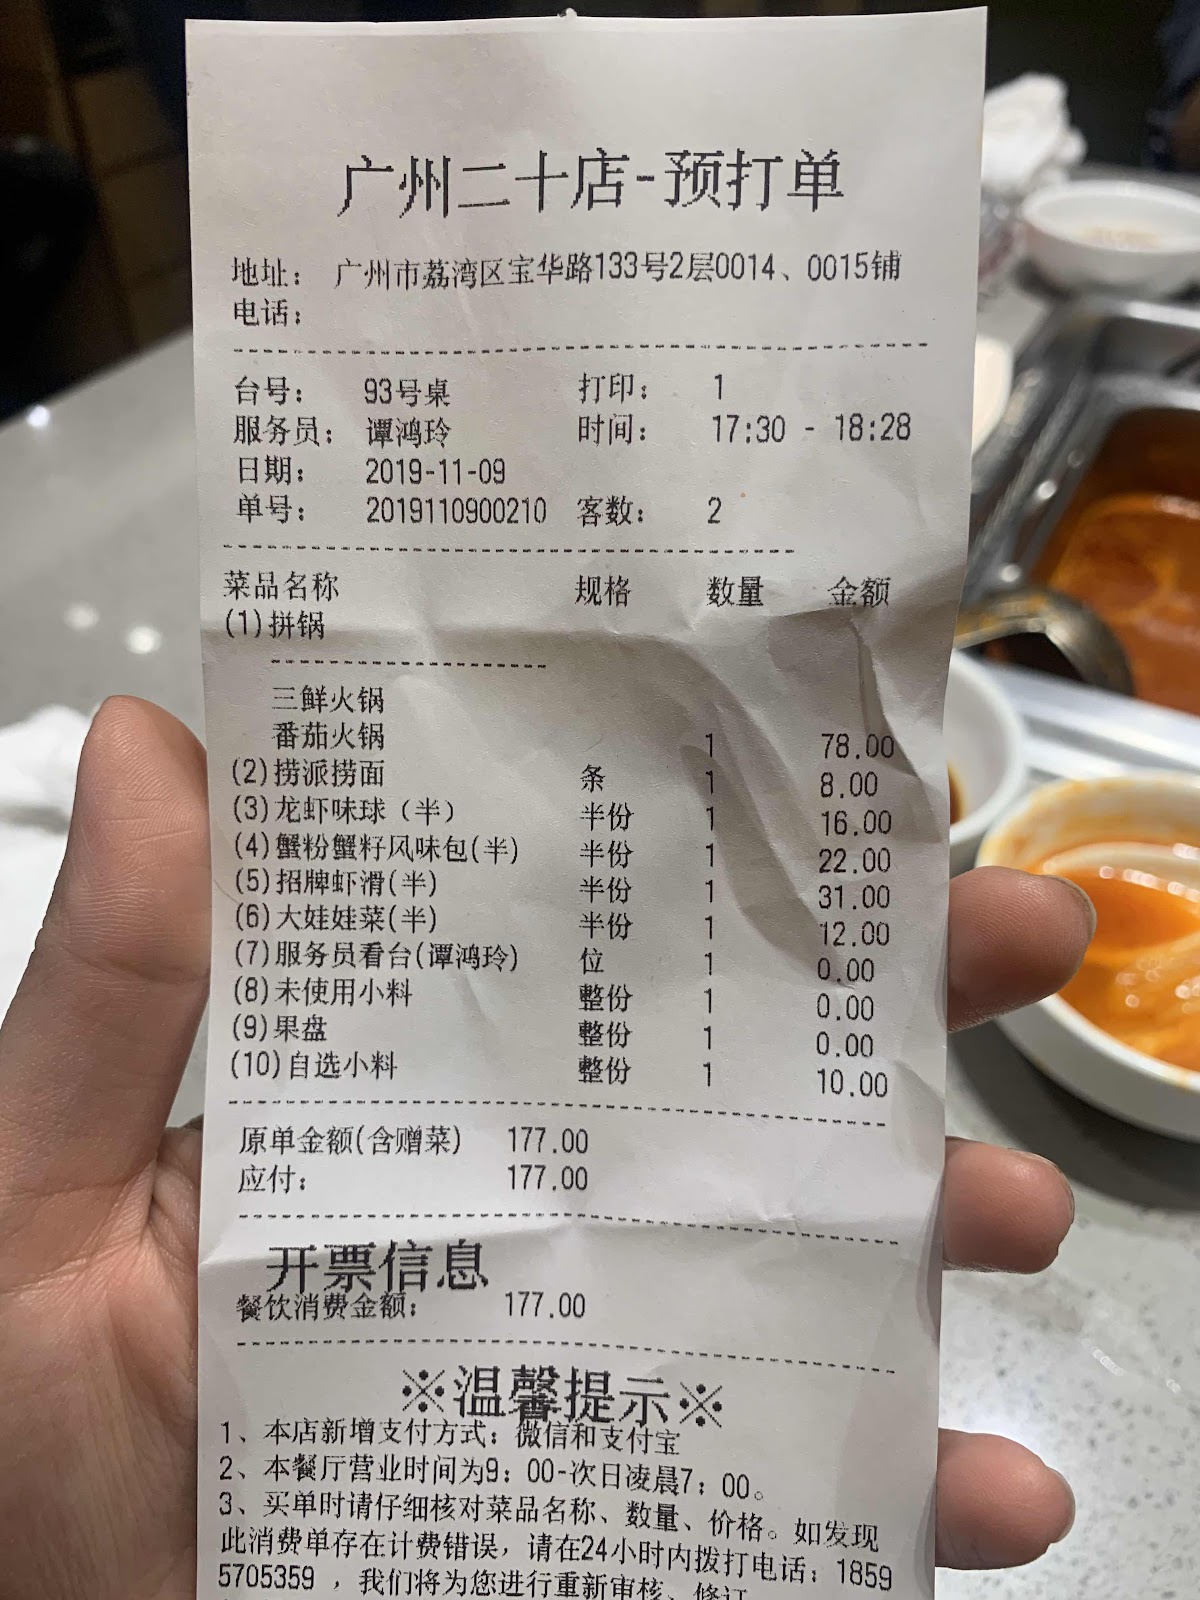 广州二十店-预打单
地址： 广州市荔湾区宝华路133号2层0014、0015铺
电话：
台号： 93号桌 打印： 1
服务员： 谭鸿玲 时间： 17:30 - 18:28
日期： 2019-11-09
单号： 2019110900210 客数： 2
菜品名称 规格 数量 金额
(1)拼锅
三鲜火锅
番茄火锅 1 78.00
(2)捞派捞面 条 1 8.00
(3)龙虾味球（半） 半份 1 16.00
(4)蟹粉蟹籽风味包(半) 半份 1 22.00
(5)招牌虾滑(半) 半份 1 31.00
(6)大娃娃菜(半) 半份 1 12.00
(7)服务员看台(谭鸿玲) 位 1 0.00
(8)未使用小料 整份 1 0.00
(9)果盘 整份 1 0.00
(10)自选小料 整份 1 10.00
原单金额(含赠菜) 177.00
应付： 177.00
开票信息
餐饮消费金额： 177.00
※温馨提示※
1、本店新增支付方式：微信和支付宝
2、本餐厅营业时间为9：00-次日凌晨7：00。
3、买单时请仔细核对菜品名称、数量、价格。如发现
此消费单存在计费错误，请在24小时内拨打电话：1859
5705359 ，我们将为您进行重新审核、修订